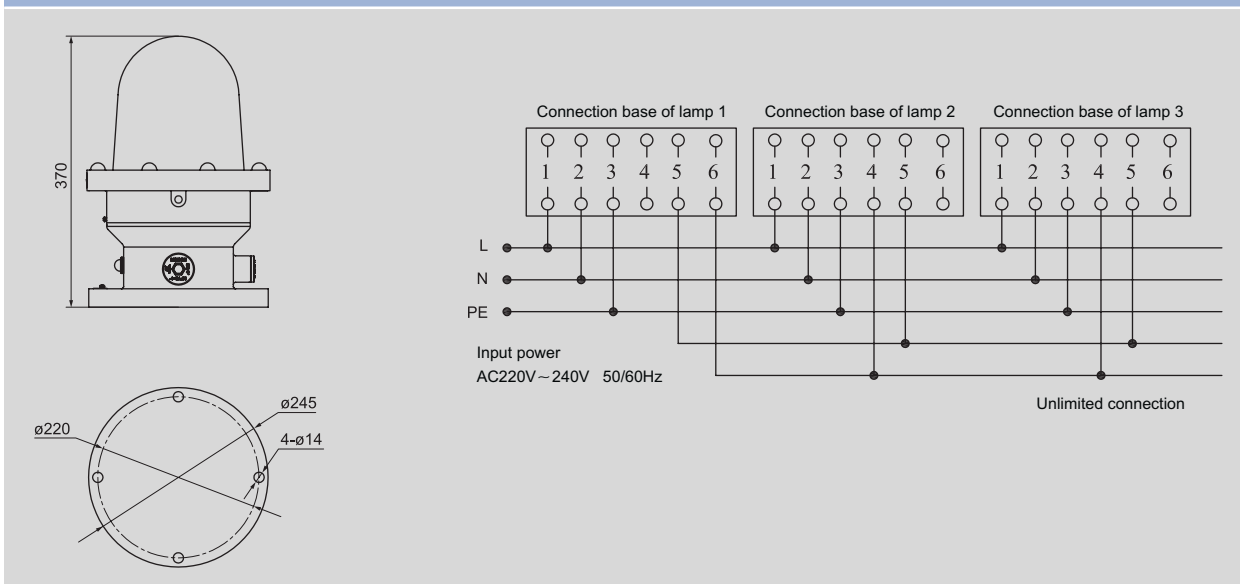 370
Connection base of lamp 1
Connection base of lamp 2
Connection base of lamp 3
1 2 3 4 5 6
1 2 3 4 5 6
1 2 3 4 5 6
L
N
PE
Input power
AC220V~240V 50/60Hz
Unlimited connection
ø245
ø220
4-ø14